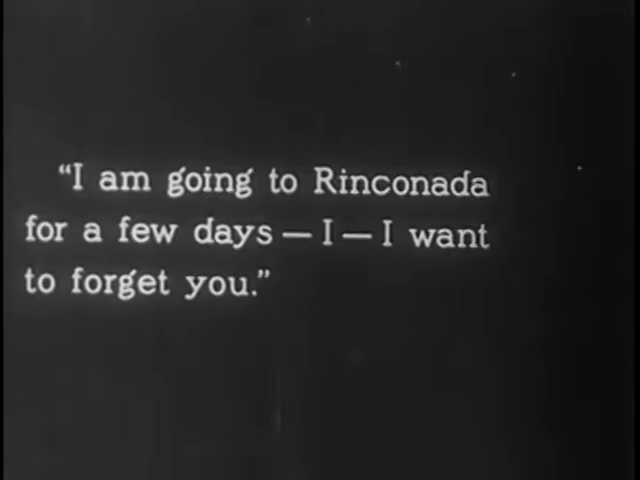 “I am going to Rinconada
for a few days — I — I want
to forget you.”